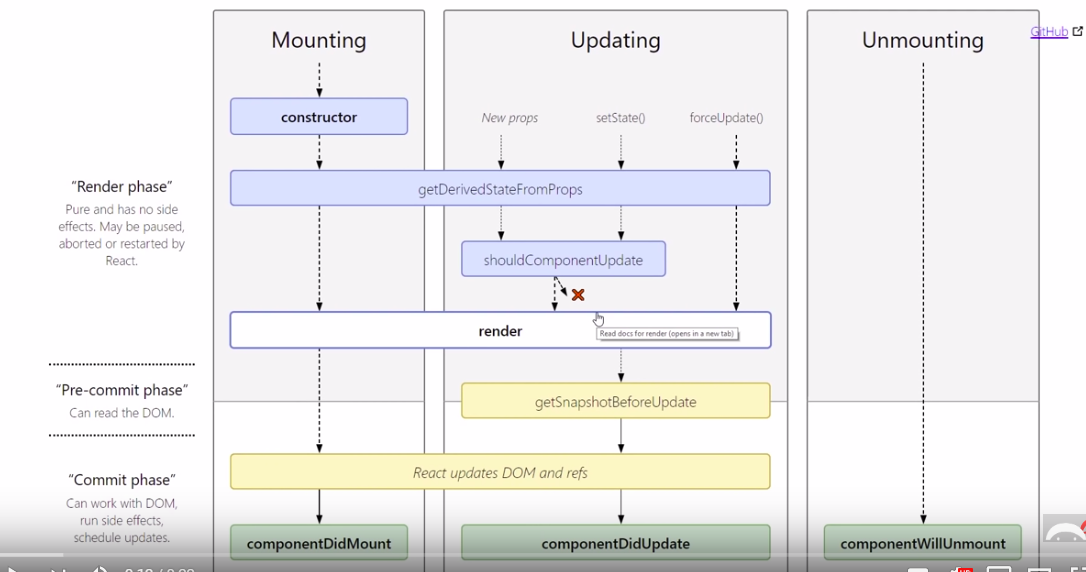 Mounting
Updating
Unmounting
GitHub
constructor
New props
setState()
forceUpdate()
getDerivedStateFromProps
“Render phase”
Pure and has no side
effects. May be paused,
aborted or restarted by
React.
shouldComponentUpdate
render
Read docs for render (opens in a new tab)
“Pre-commit phase”
Can read the DOM.
getSnapshotBeforeUpdate
“Commit phase”
Can work with DOM,
run side effects,
schedule updates.
React updates DOM and refs
componentDidMount
componentDidUpdate
componentWillUnmount